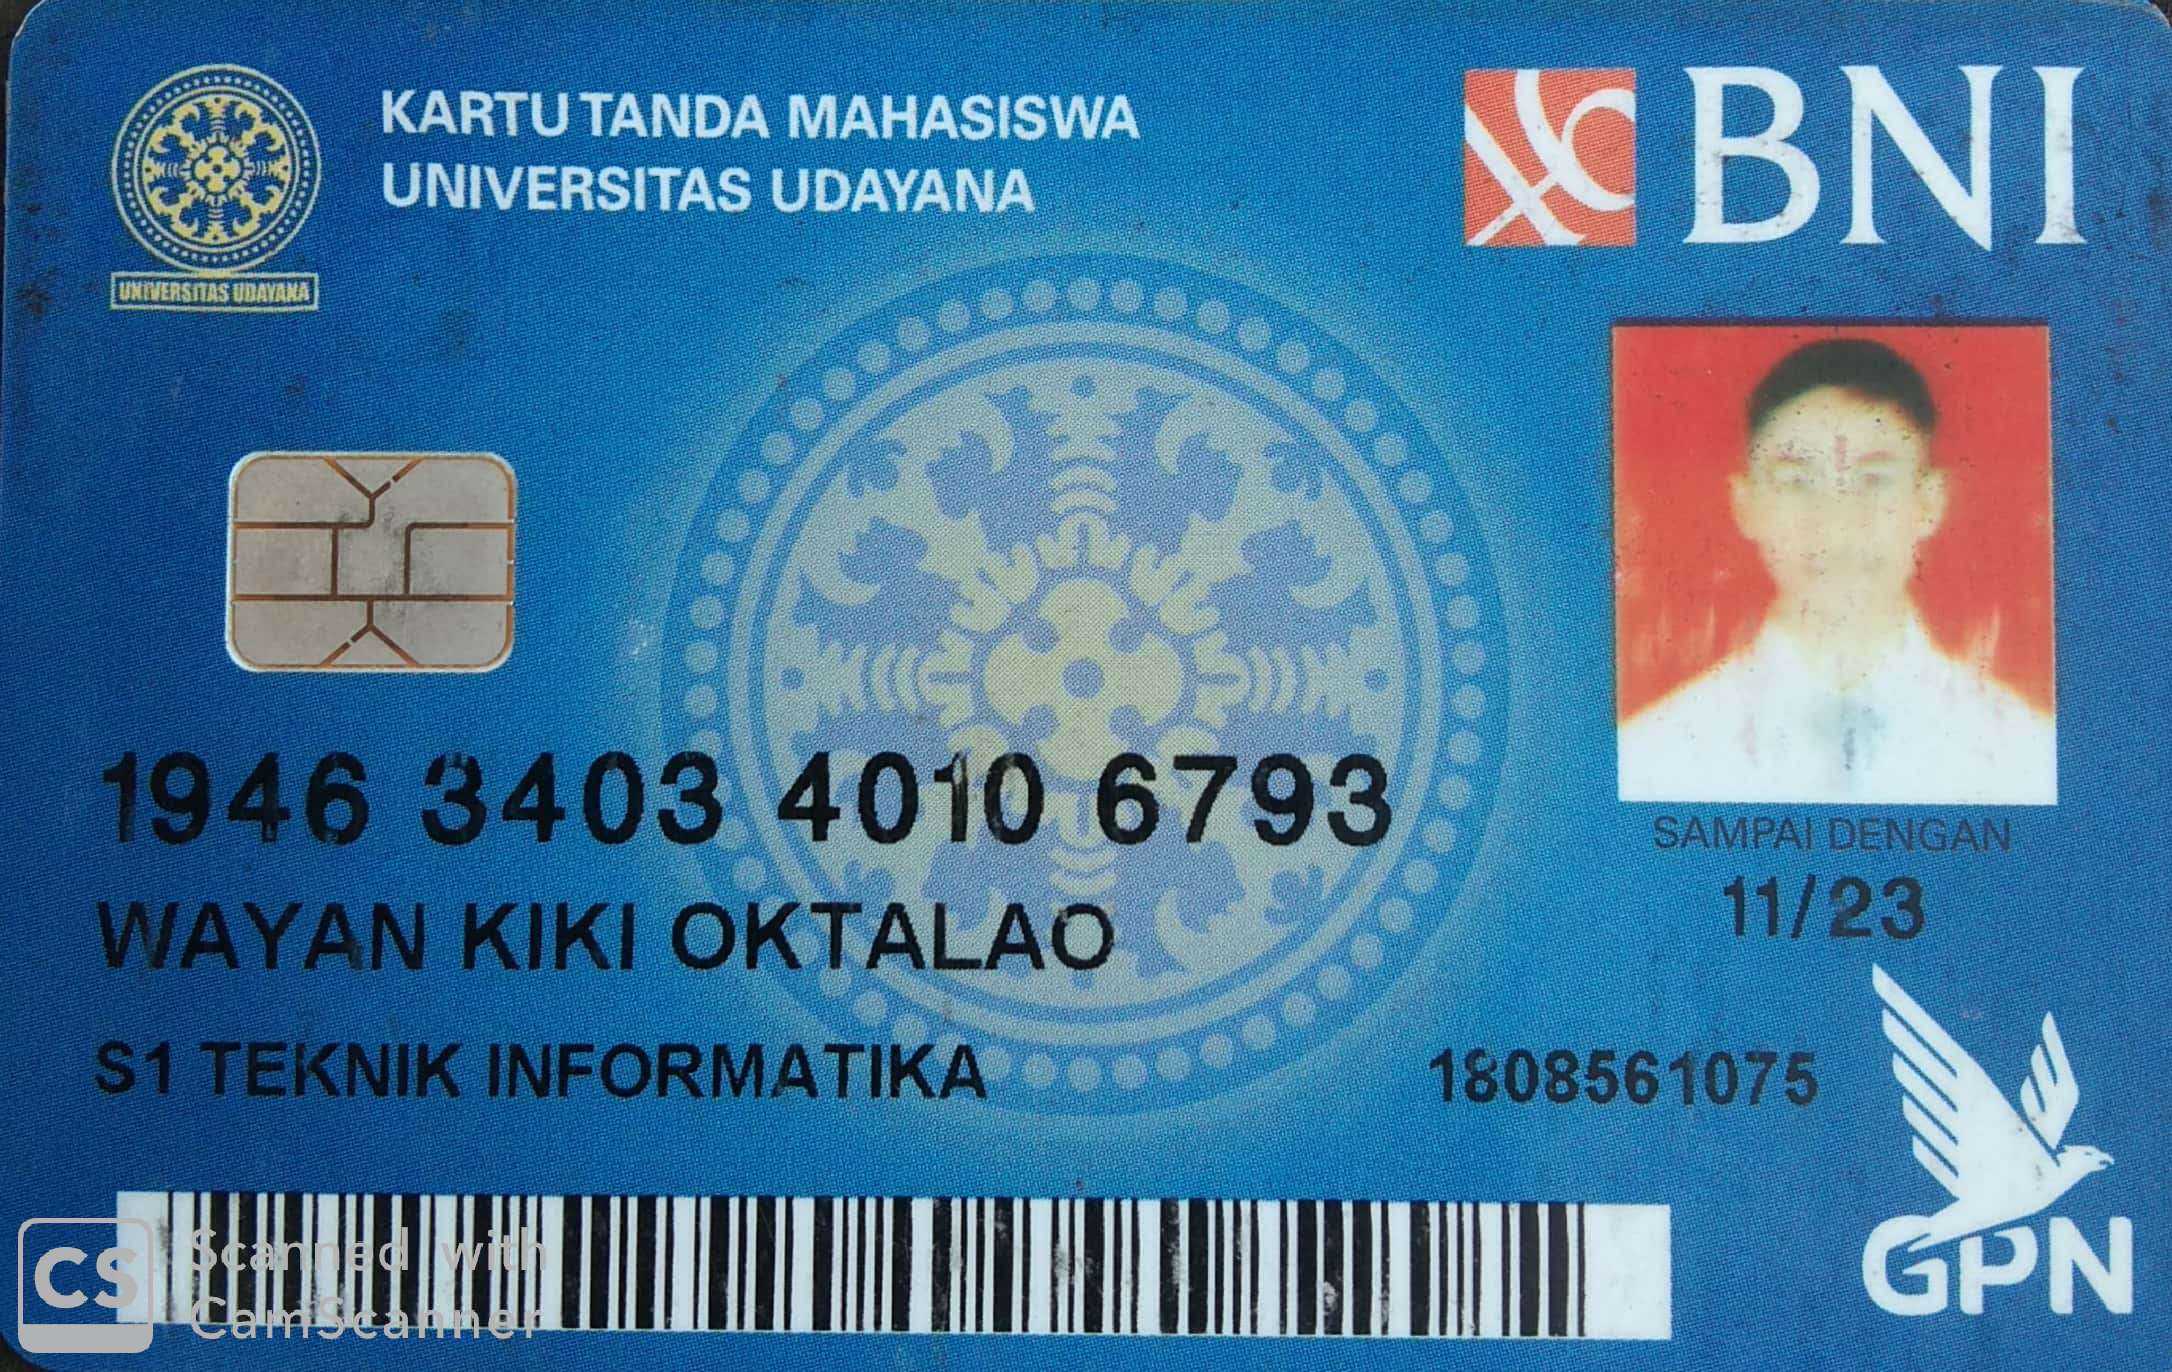 KARTU TANDA MAHASISWA
UNIVERSITAS UDAYANA
BNI
UNIVERSITAS UDAYANA
1946 3403 4010 6793
SAMPAI DENGAN
11/23
WAYAN KIKI OKTALAO
S1 TEKNIK INFORMATIKA
1808561075
GPN
CS
Scanned with
CamScanner